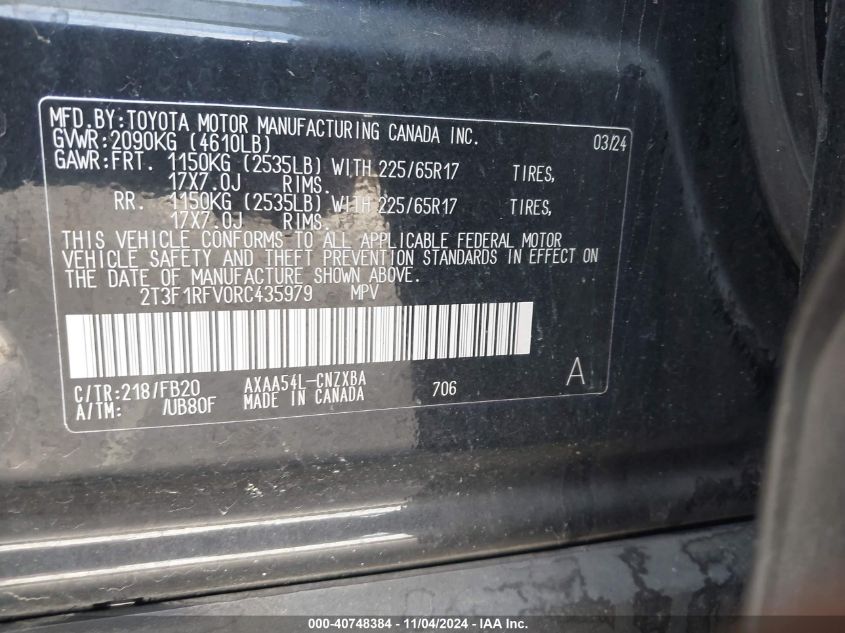 MFD.BY:TOYOTA MOTOR MANUFACTURING CANADA INC.
GVWR:2090KG (4610LB) 03/24
GAWR:FRT. 1150KG (2535LB) WITH 225/65R17 TIRES,
17X7.0J RIMS.
RR. 1150KG (2535LB) WITH 225/65R17 TIRES,
17X7.0J RIMS.
THIS VEHICLE CONFORMS TO ALL APPLICABLE FEDERAL MOTOR
VEHICLE SAFETY AND THEFT PREVENTION STANDARDS IN EFFECT ON
THE DATE OF MANUFACTURE SHOWN ABOVE.
2T3F1RFV0RC435979 MPV
C/TR:218/FB20 AXAA54L-CNZXBA 706 A
A/TM: /UB80F MADE IN CANADA
000-40748384 - 11/04/2024 - IAA Inc.